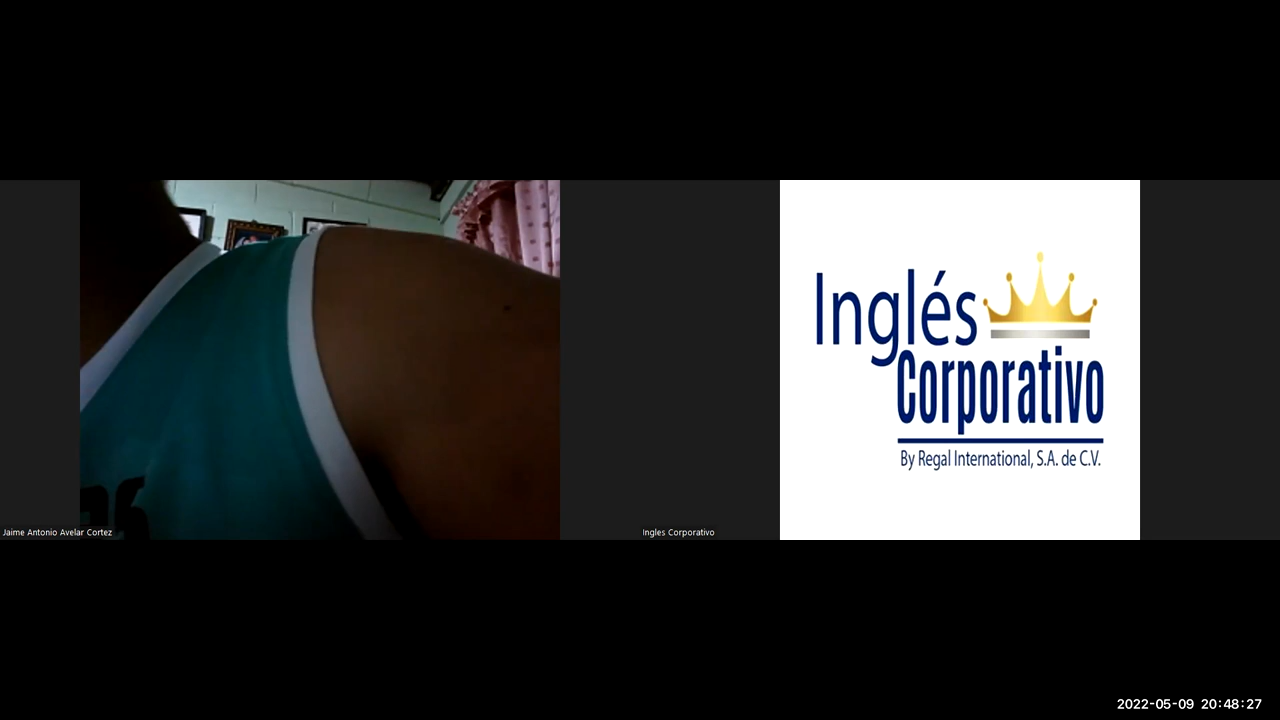 Inglés
Corporativo
By Regal International, S.A. de C.V.
Jaime Antonio Avelar Cortez
Ingles Corporativo
2022-05-09 20:48:27